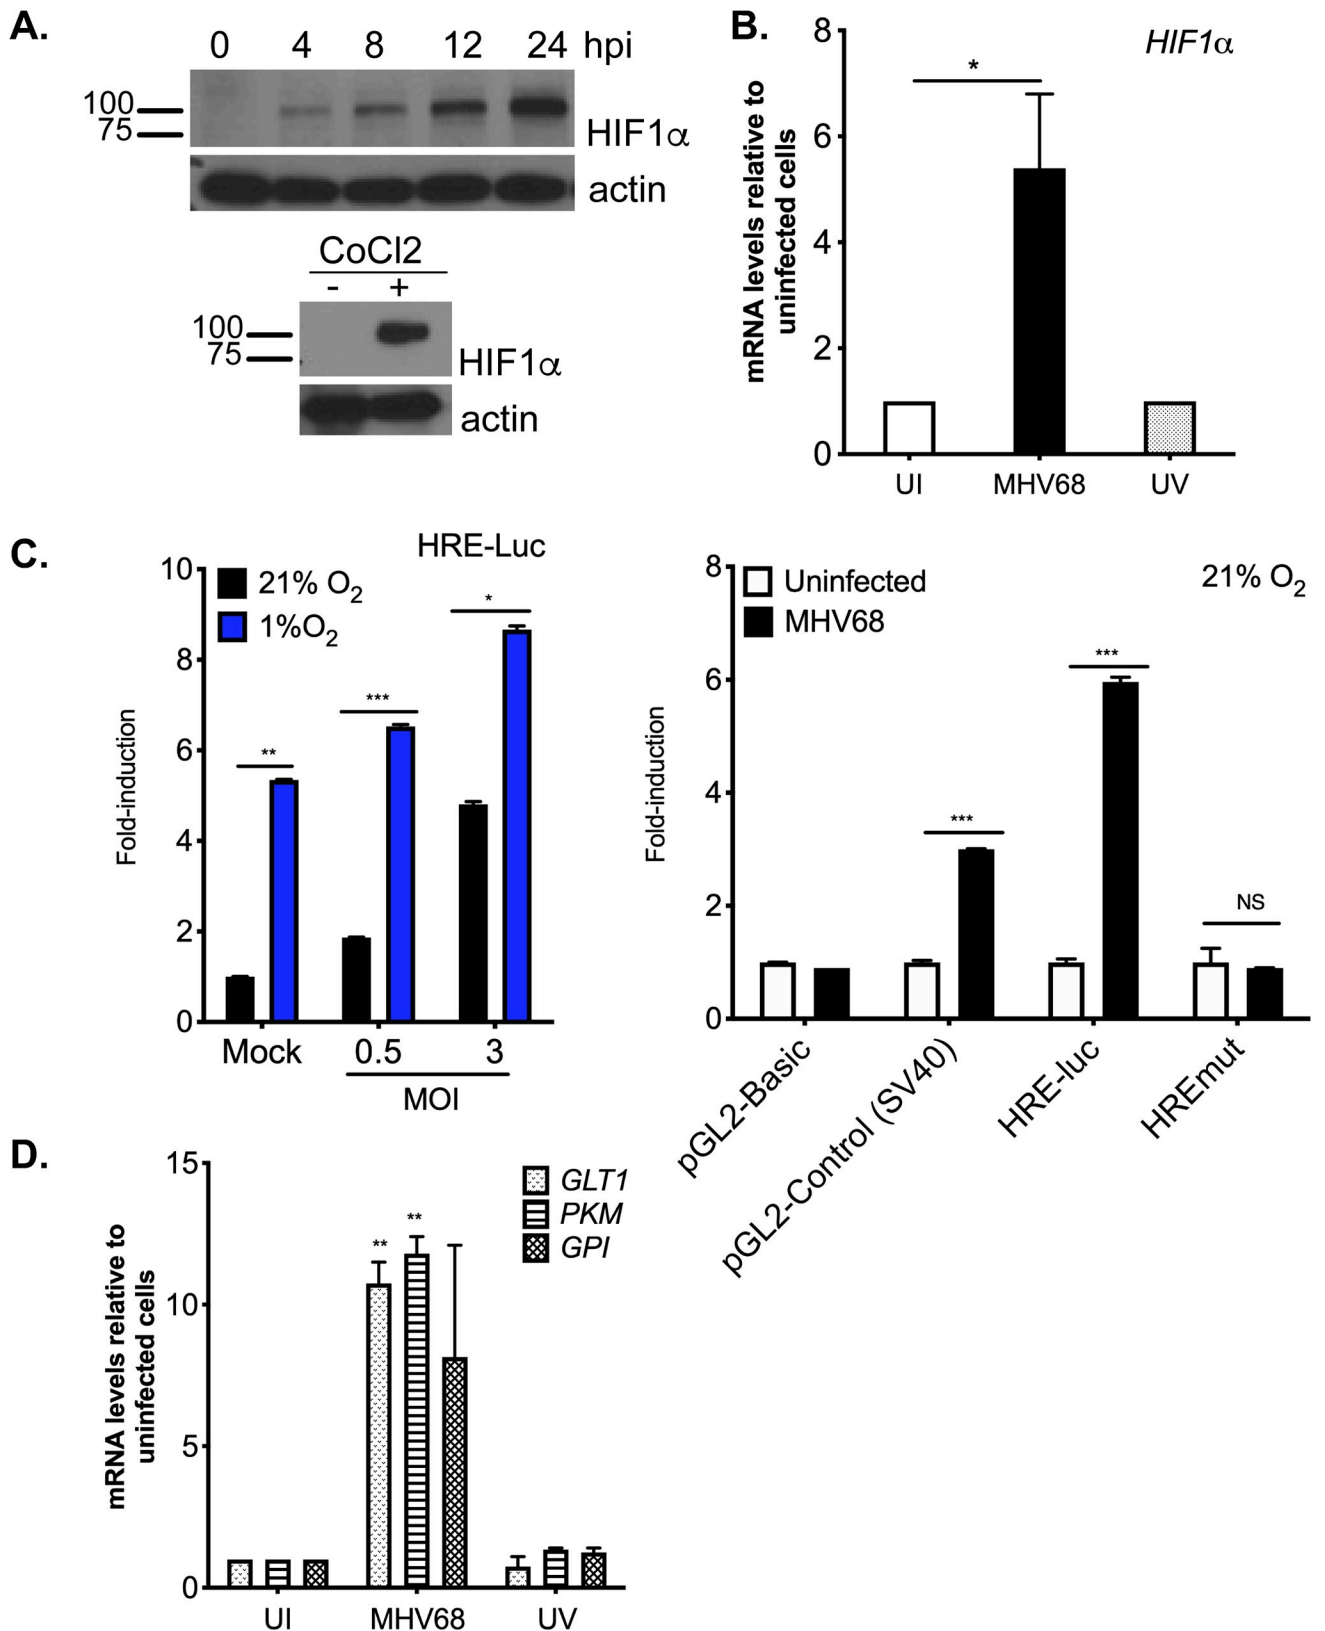 A.
0 4 8 12 24 hpi
100
75
HIF1α
actin
CoCl2
- +
100
75
HIF1α
actin
B.
HIF1α
*
mRNA levels relative to
uninfected cells
8
6
4
2
0
UI MHV68 UV
C.
HRE-Luc
21% O2
1%O2
Fold-induction
10
8
6
4
2
0
**
***
*
Mock 0.5 3
MOI
Uninfected
MHV68
21% O2
Fold-induction
8
6
4
2
0
***
***
NS
pGL2-Basic
pGL2-Control (SV40)
HRE-luc
HREmut
D.
GLT1
PKM
GPI
mRNA levels relative to
uninfected cells
15
10
5
0
**
**
UI MHV68 UV